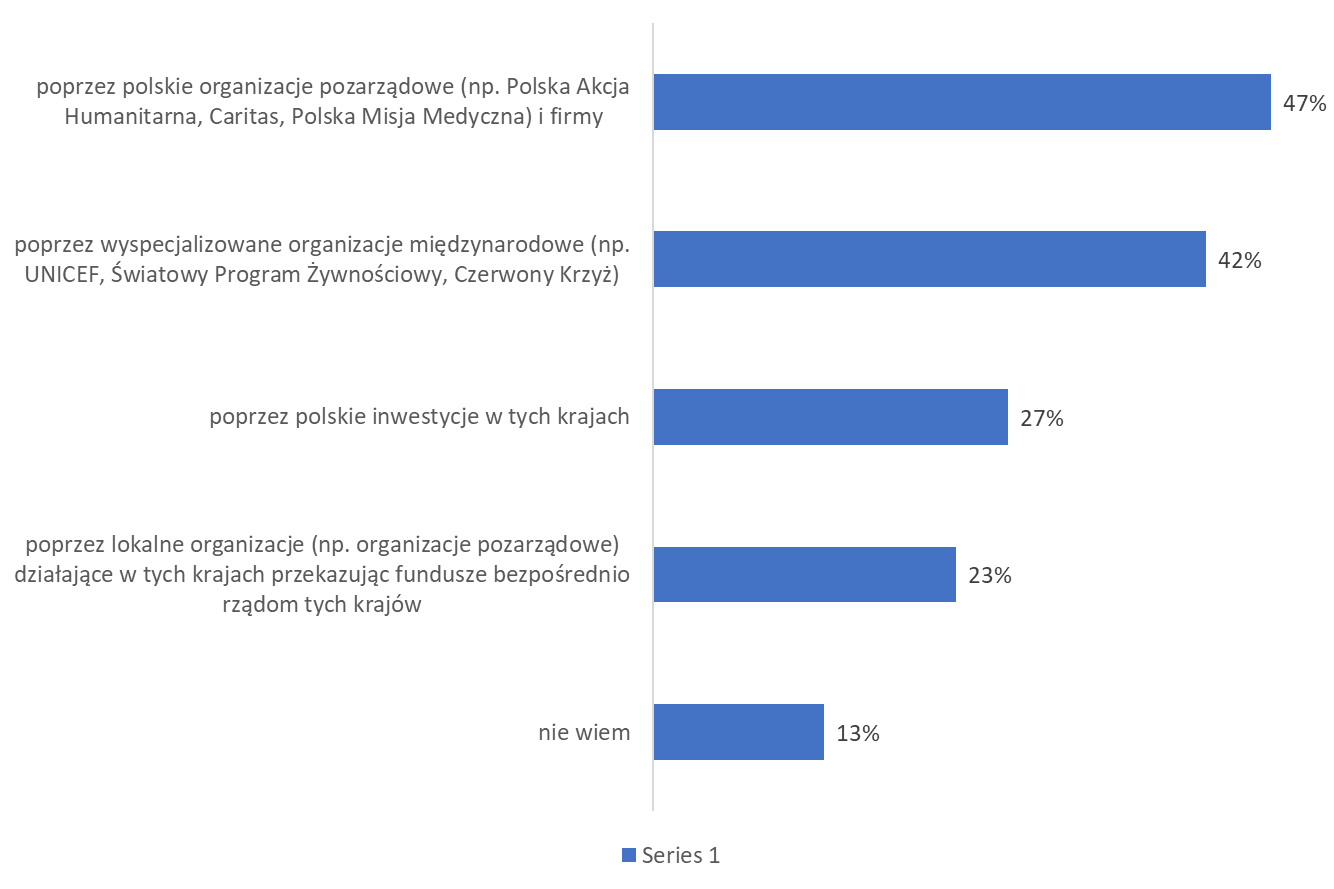 poprzez polskie organizacje pozarządowe (np. Polska Akcja
Humanitarna, Caritas, Polska Misja Medyczna) i firmy
47%
poprzez wyspecjalizowane organizacje międzynarodowe (np.
UNICEF, Światowy Program Żywnościowy, Czerwony Krzyż)
42%
poprzez polskie inwestycje w tych krajach
27%
poprzez lokalne organizacje (np. organizacje pozarządowe)
działające w tych krajach przekazując fundusze bezpośrednio
rządom tych krajów
23%
nie wiem
13%
Series 1